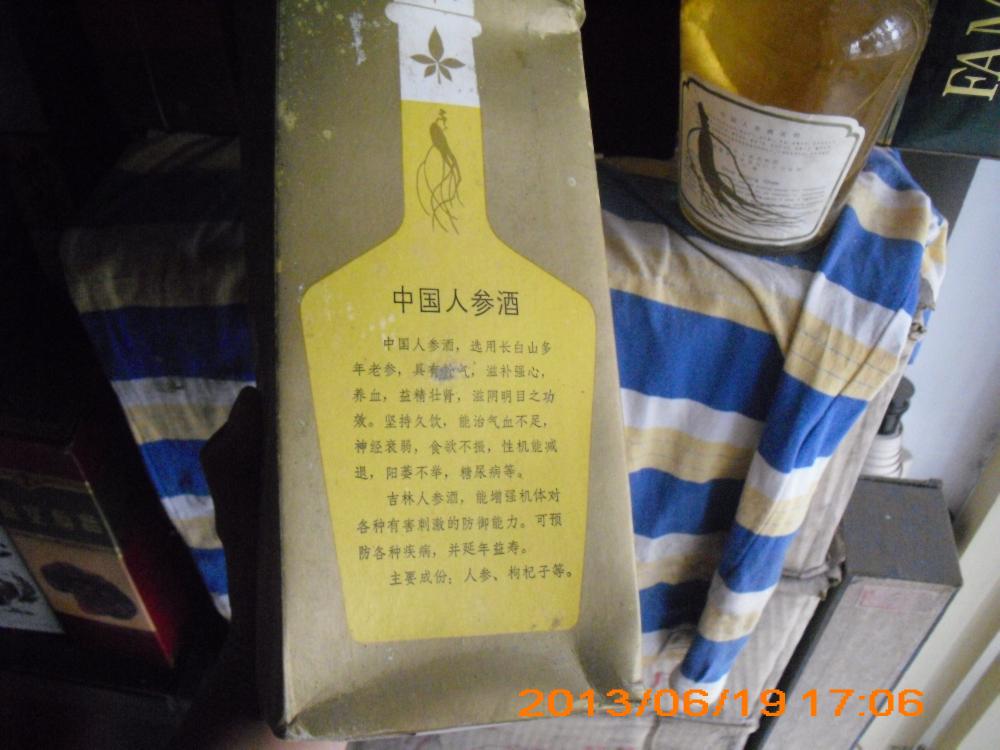 中国人参酒
中国人参酒，选用长白山多
年老参，具有补气，滋补强心，
养血，益精壮肾，滋阴明目之功
效。坚持久饮，能治气血不足，
神经衰弱，食欲不振，性机能减
退，阳萎不举，糖尿病等。
吉林人参酒，能增强机体对
各种有害刺激的防御能力。可预
防各种疾病，并延年益寿。
主要成份：人参、枸杞子等。
FAM
2013/06/19 17:06